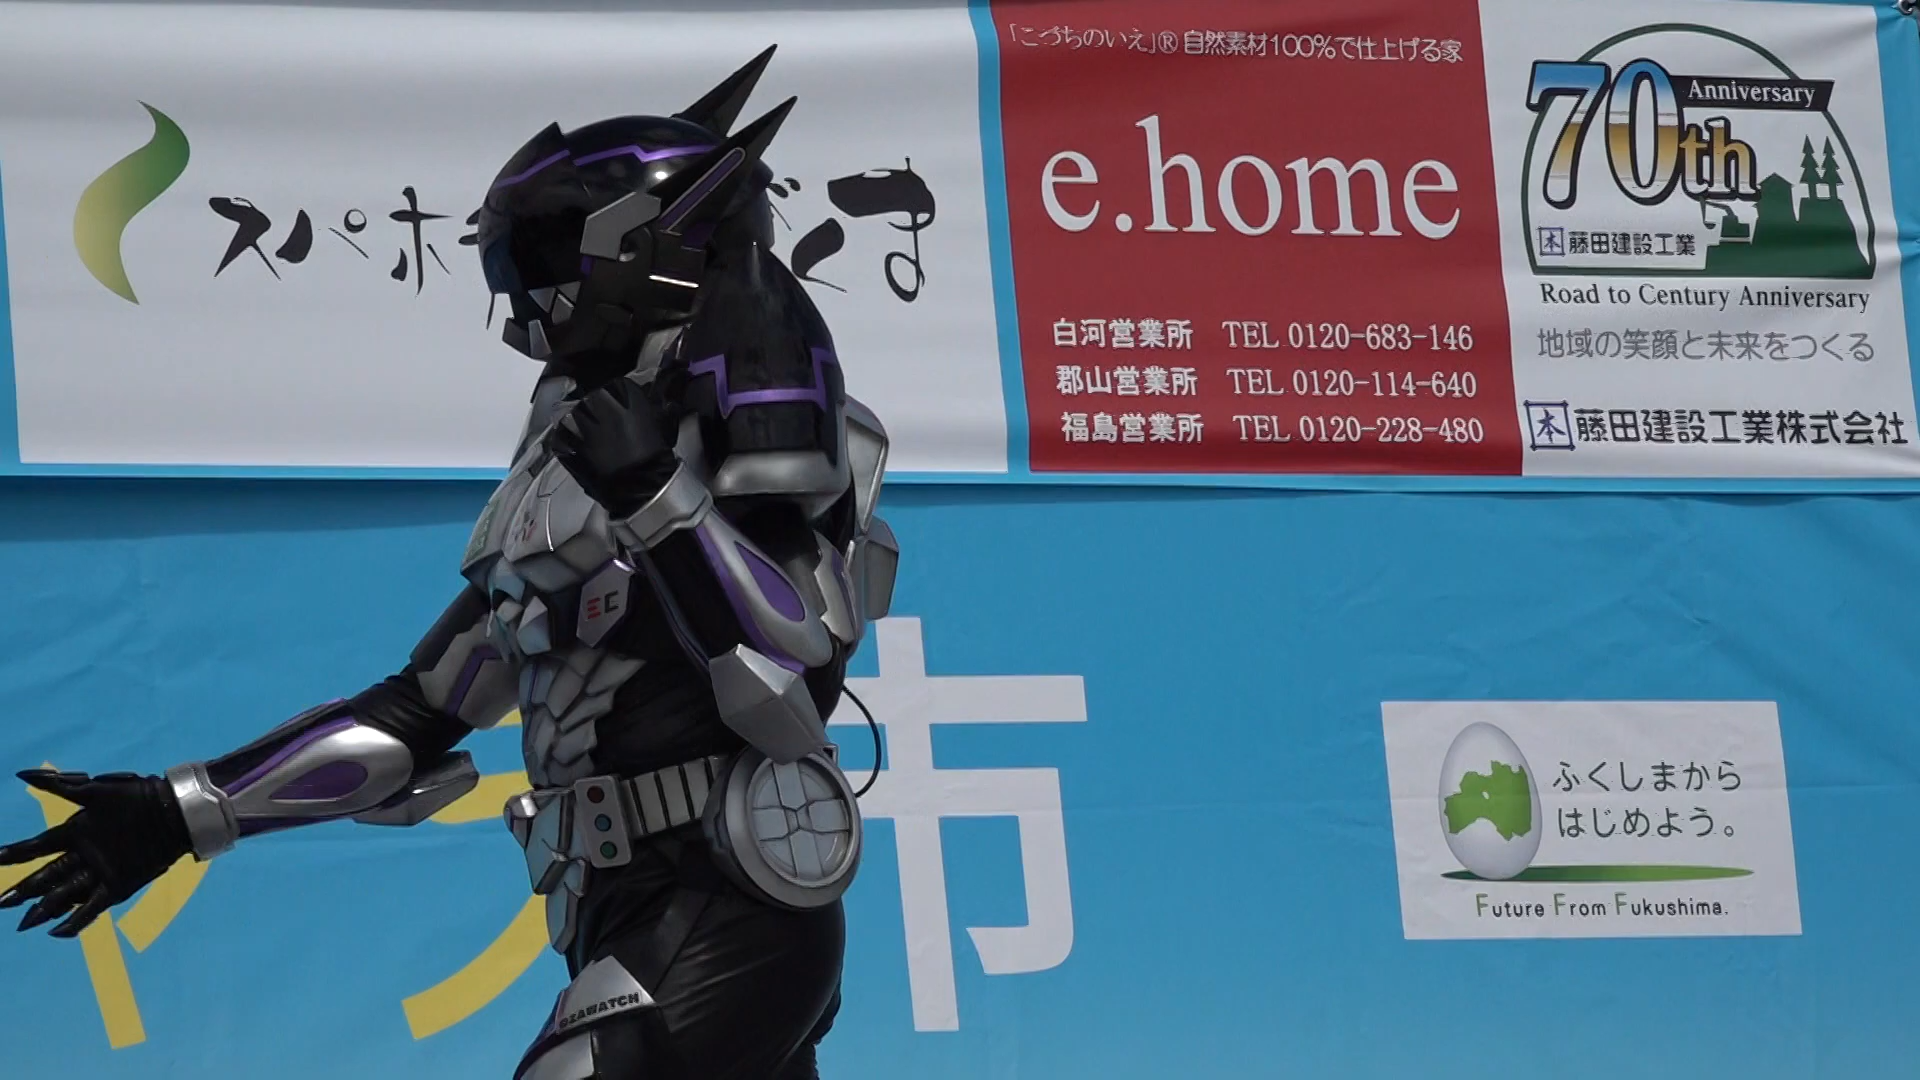 スパホ
くま
「こづちのいえ」® 自然素材100%で仕上げる家
e.home
白河営業所 TEL 0120-683-146
郡山営業所 TEL 0120-114-640
福島営業所 TEL 0120-228-480
70th
Anniversary
本 藤田建設工業
Road to Century Anniversary
地域の笑顔と未来をつくる
本 藤田建設工業株式会社
EC
市
ふくしまから
はじめよう。
Future From Fukushima.